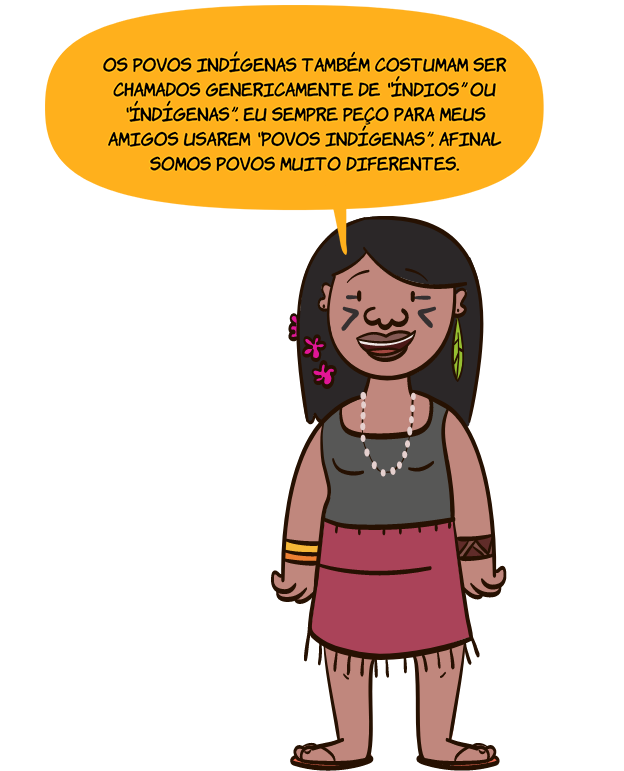 OS POVOS INDÍGENAS TAMBÉM COSTUMAM SER
CHAMADOS GENERICAMENTE DE "ÍNDIOS" OU
"ÍNDÍGENAS". EU SEMPRE PEÇO PARA MEUS
AMIGOS USAREM "POVOS INDÍGENAS", AFINAL
SOMOS POVOS MUITO DIFERENTES.